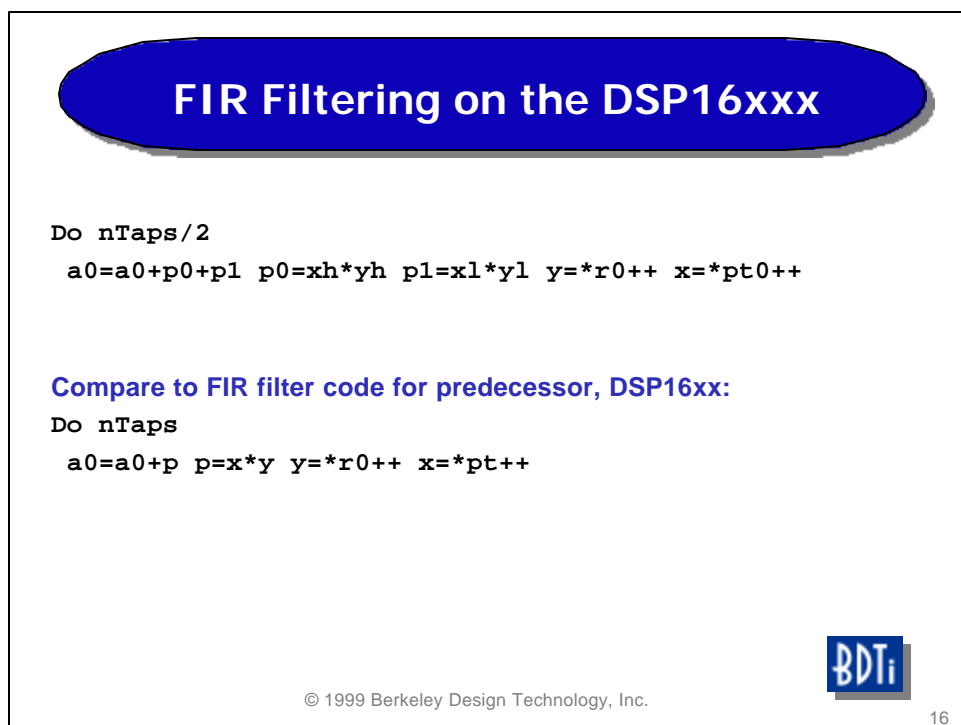 FIR Filtering on the DSP16xxx
Do nTaps/2
a0=a0+p0+p1 p0=xh*yh p1=xl*yl y=*r0++ x=*pt0++
Compare to FIR filter code for predecessor, DSP16xx:
Do nTaps
a0=a0+p p=x*y y=*r0++ x=*pt++
BDTi
© 1999 Berkeley Design Technology, Inc.
16